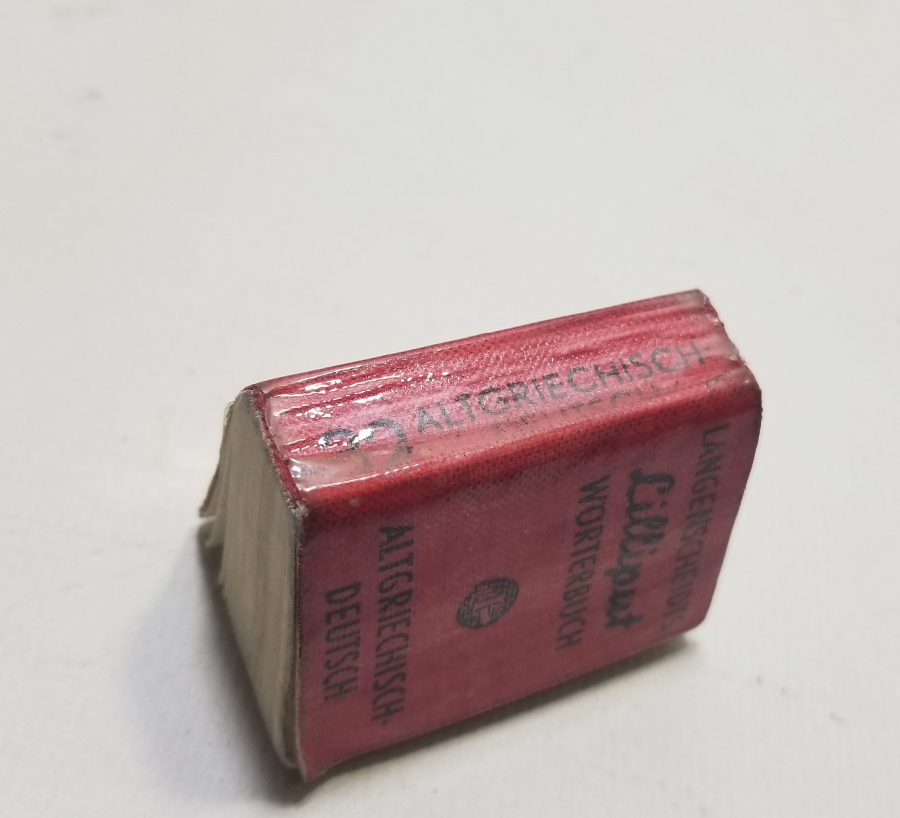 ALTGRIECHISCH
LANGENSCHEIDTS
Lilliput
WÖRTERBUCH
ALTGRIECHISCH-
DEUTSCH